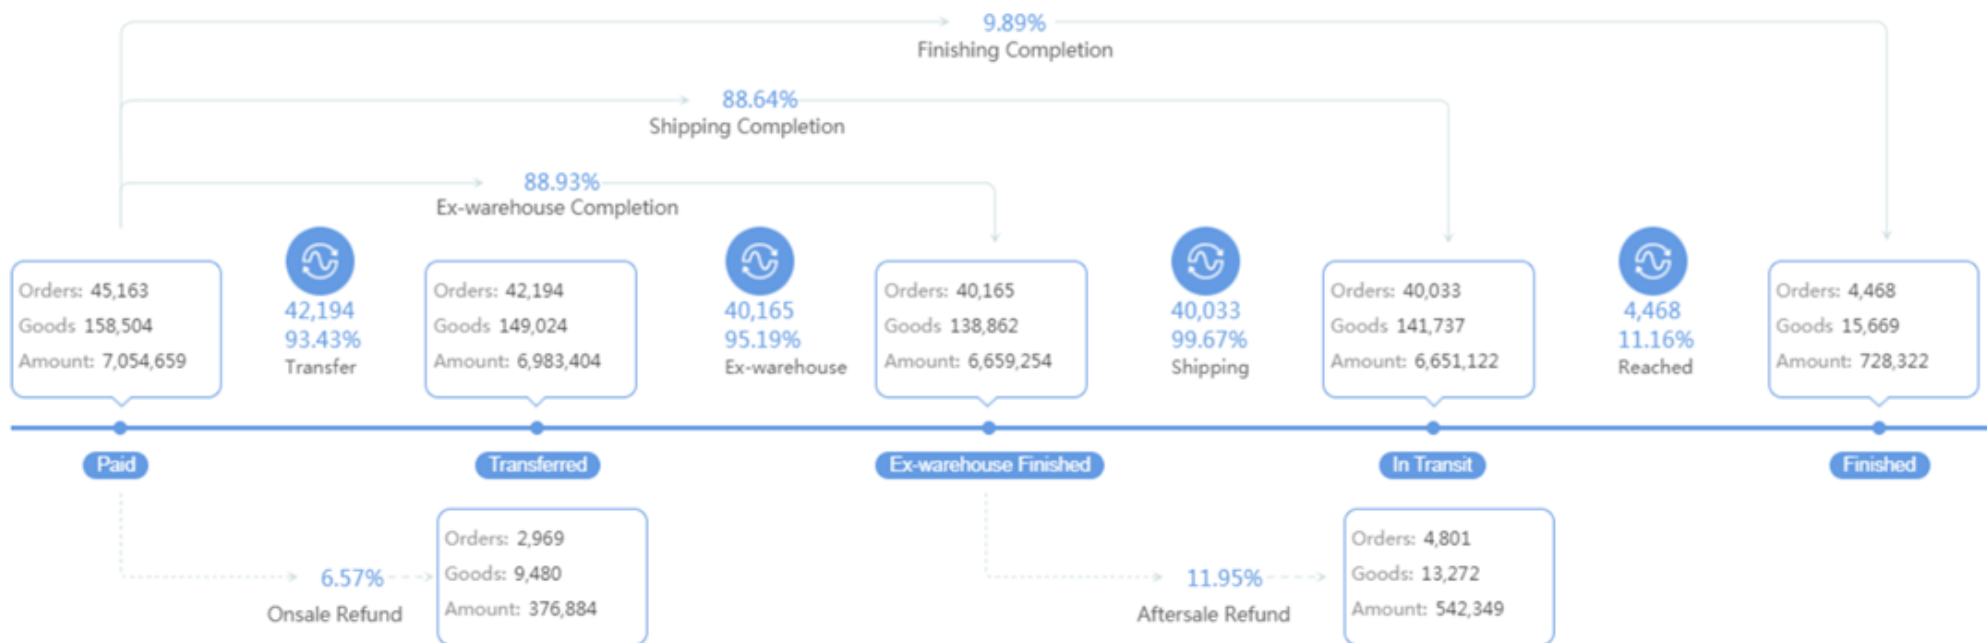 9.89%
Finishing Completion
88.64%
Shipping Completion
88.93%
Ex-warehouse Completion
Orders: 45,163
Goods 158,504
Amount: 7,054,659
42,194
93.43%
Transfer
Orders: 42,194
Goods 149,024
Amount: 6,983,404
40,165
95.19%
Ex-warehouse
Orders: 40,165
Goods 138,862
Amount: 6,659,254
40,033
99.67%
Shipping
Orders: 40,033
Goods 141,737
Amount: 6,651,122
4,468
11.16%
Reached
Orders: 4,468
Goods 15,669
Amount: 728,322
Paid
Transferred
Ex-warehouse Finished
In Transit
Finished
6.57%
Onsale Refund
Orders: 2,969
Goods: 9,480
Amount: 376,884
11.95%
Aftersale Refund
Orders: 4,801
Goods: 13,272
Amount: 542,349